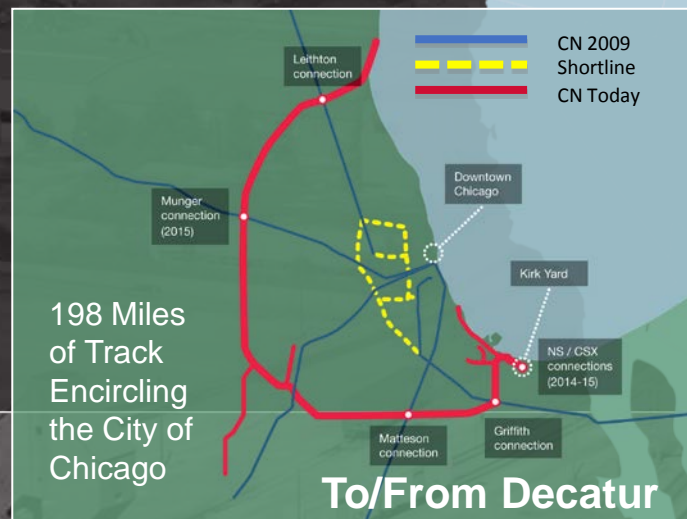 CN 2009
Shortline
CN Today
Leithton
connection
Downtown
Chicago
Munger
connection
(2015)
Kirk Yard
198 Miles
of Track
Encircling
the City of
Chicago
NS / CSX
connections
(2014-15)
Matteson
connection
Griffith
connection
To/From Decatur